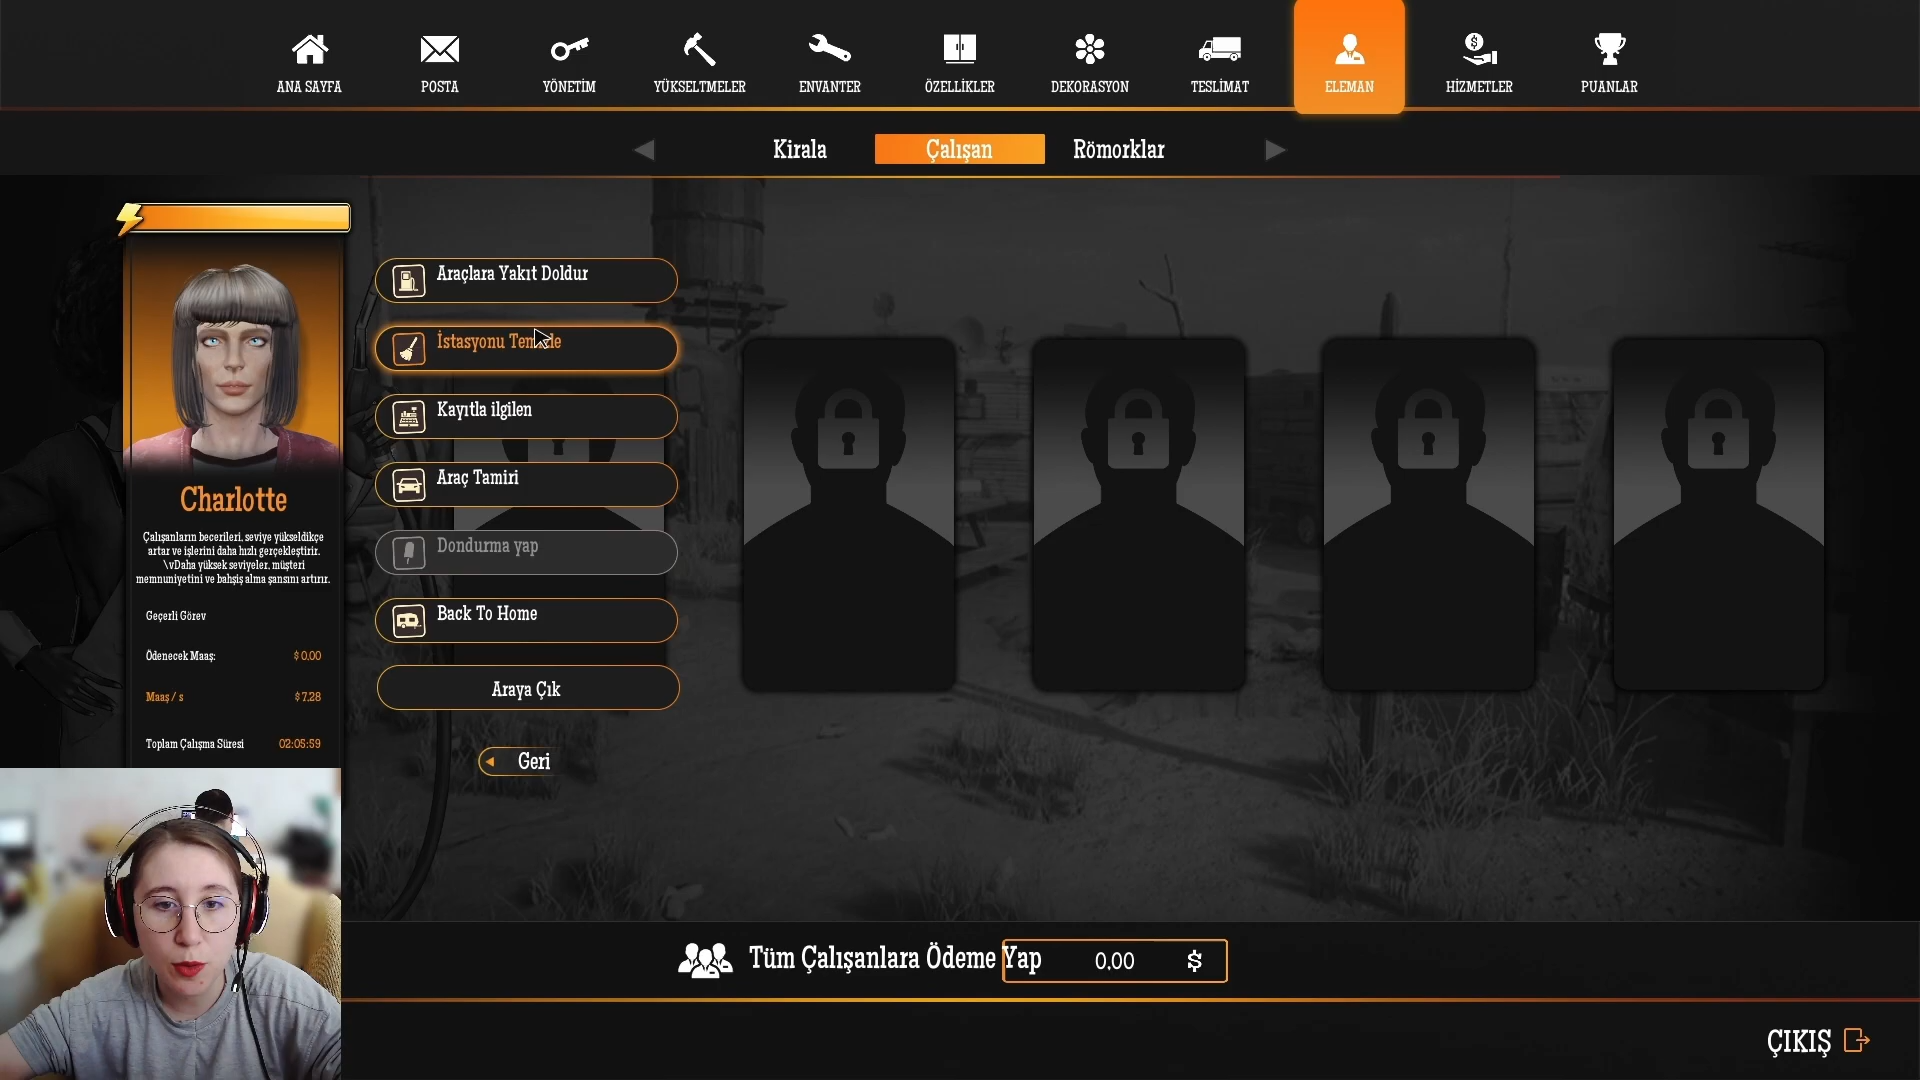 ANA SAYFA
POSTA
YÖNETİM
YÜKSELTMELER
ENVANTER
ÖZELLİKLER
DEKORASYON
TESLİMAT
ELEMAN
HİZMETLER
PUANLAR
Kirala
Çalışan
Römorklar
Araçlara Yakıt Doldur
İstasyonu Temizle
Kayıtla ilgilen
Araç Tamiri
Dondurma yap
Back To Home
Araya Çık
Geri
Charlotte
Çalışanların becerileri, seviye yükseldikçe
artar ve işlerini daha hızlı gerçekleştirir.
\vDaha yüksek seviyeler, müşteri
memnuniyetini ve bahşiş alma şansını artırır.
Geçerli Görev
Ödenecek Maaş: $ 0.00
Maaş / s $ 7.28
Toplam Çalışma Süresi 02:05:59
Tüm Çalışanlara Ödeme Yap 0,00 $
ÇIKIŞ